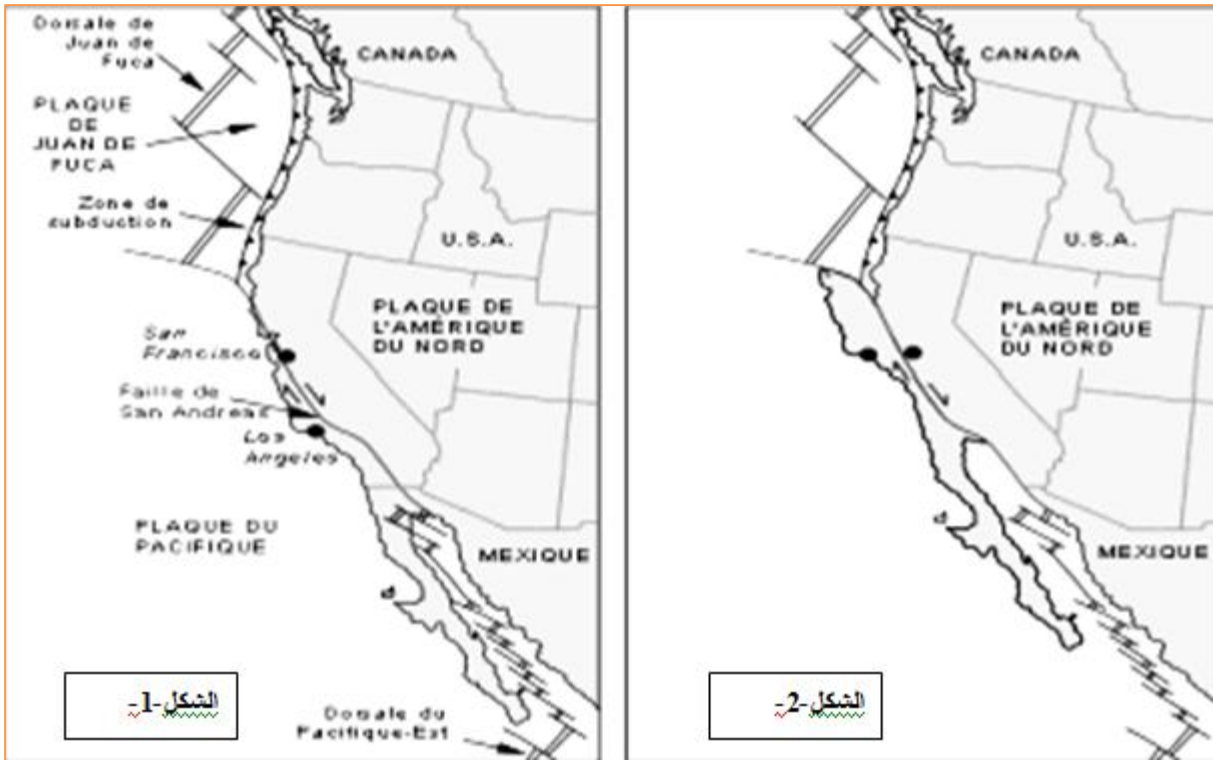 Dorsale de
Juan de
Fuca
CANADA
PLAQUE
DE
JUAN DE
FUCA
Zone de
subduction
U.S.A.
PLAQUE DE
L'AMÉRIQUE
DU NORD
San
Francisco
Faille de
San Andreas
Los
Angeles
PLAQUE DU
PACIFIQUE
MEXIQUE
الشكل-1-
Dorsale du
Pacifique-Est
CANADA
U.S.A.
PLAQUE DE
L'AMÉRIQUE
DU NORD
MEXIQUE
الشكل-2-